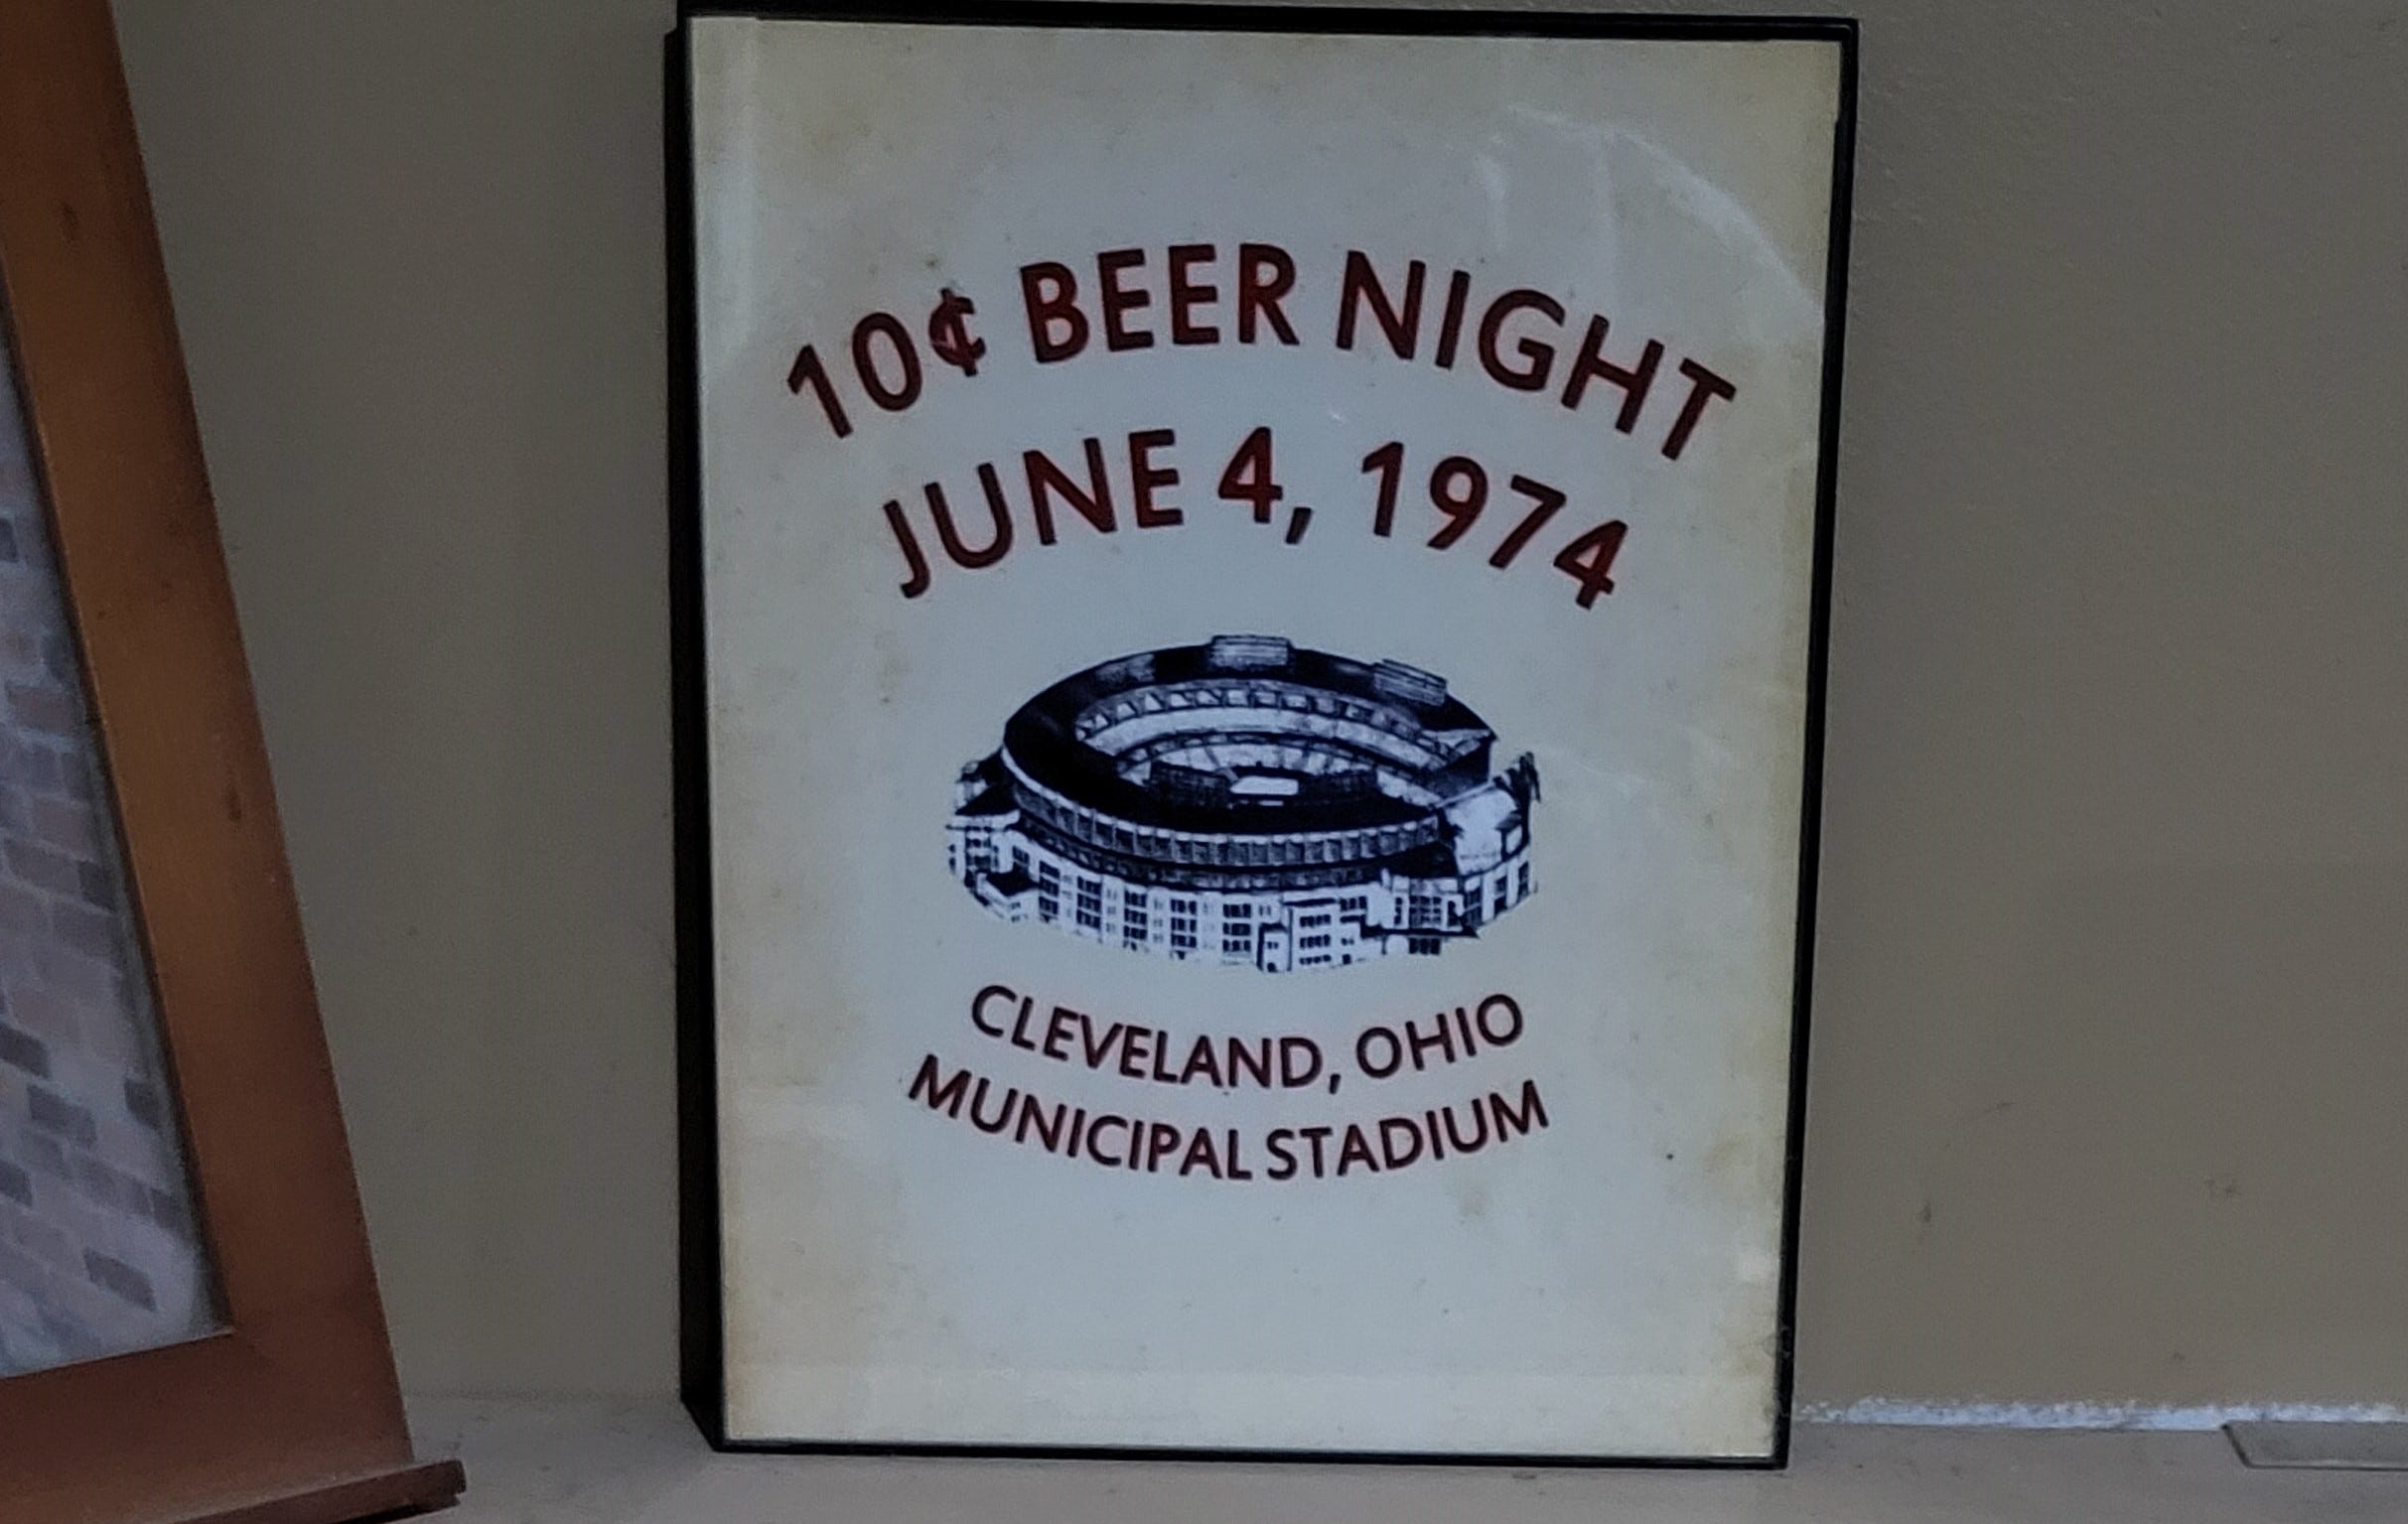 10¢ BEER NIGHT
JUNE 4, 1974
CLEVELAND, OHIO
MUNICIPAL STADIUM